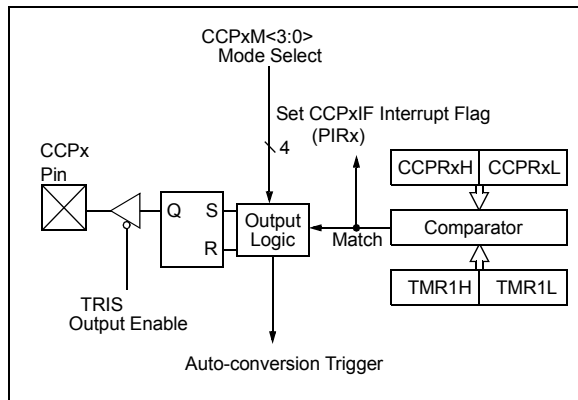 CCPxM<3:0>
Mode Select
Set CCPxIF Interrupt Flag
(PIRx)
4
CCPx
Pin
CCPRxH CCPRxL
Q S
R
Output
Logic
Match
Comparator
TRIS
Output Enable
TMR1H TMR1L
Auto-conversion Trigger